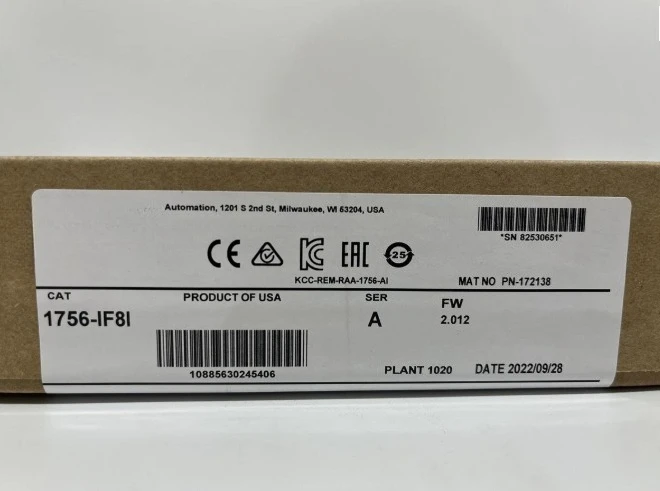 Automation, 1201 S 2nd St, Milwaukee, WI 53204, USA
*SN 82530651*
CE KC EAC 25
KCC-REM-RAA-1756-AI
MAT NO PN-172138
CAT
PRODUCT OF USA
SER
FW
1756-IF8I
A
2.012
10885630245406
PLANT 1020
DATE 2022/09/28